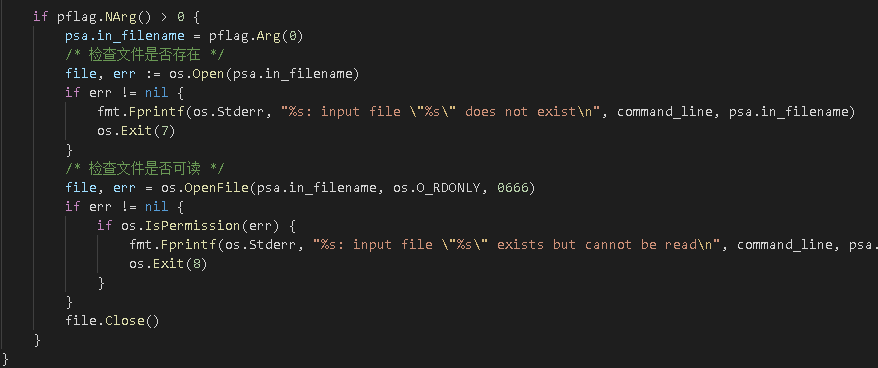 if pflag.NArg() > 0 {
psa.in_filename = pflag.Arg(0)
/* 检查文件是否存在 */
file, err := os.Open(psa.in_filename)
if err != nil {
fmt.Fprintf(os.Stderr, "%s: input file \"%s\" does not exist\n", command_line, psa.in_filename)
os.Exit(7)
}
/* 检查文件是否可读 */
file, err = os.OpenFile(psa.in_filename, os.O_RDONLY, 0666)
if err != nil {
if os.IsPermission(err) {
fmt.Fprintf(os.Stderr, "%s: input file \"%s\" exists but cannot be read\n", command_line, psa.
os.Exit(8)
}
}
file.Close()
}
}